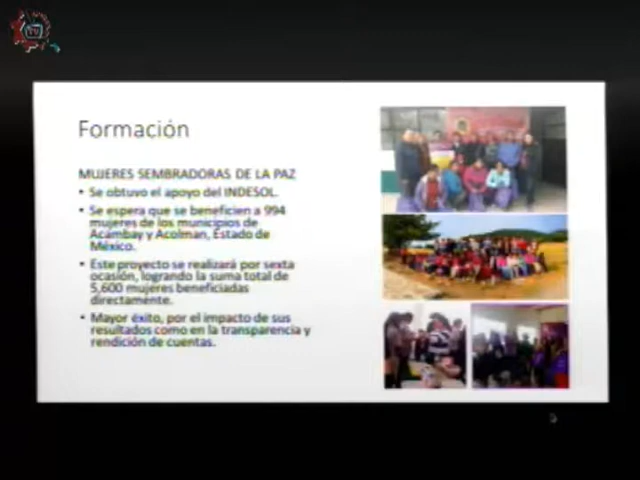 TV
Formación
MUJERES SEMBRADORAS DE LA PAZ
• Se obtuvo el apoyo del INDESOL.
• Se espera que se beneficien a 994
mujeres de los municipios de
Acambay y Acolman, Estado de
México.
• Este proyecto se realizará por sexta
ocasión, logrando la suma total de
5,600 mujeres beneficiadas
directamente.
• Mayor éxito, por el impacto de sus
resultados como en la transparencia y
rendición de cuentas.